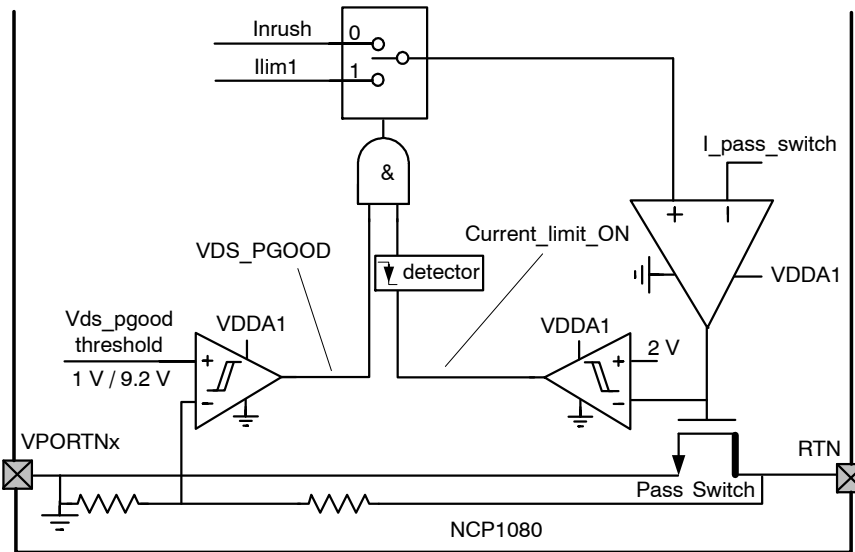 Inrush
0
Ilim1
1
I_pass_switch
&
+
–
VDS_PGOOD
Current_limit_ON
detector
VDDA1
Vds_pgood
threshold
1 V / 9.2 V
VDDA1
+
–
VDDA1
2 V
+
–
VPORTNx
RTN
Pass Switch
NCP1080